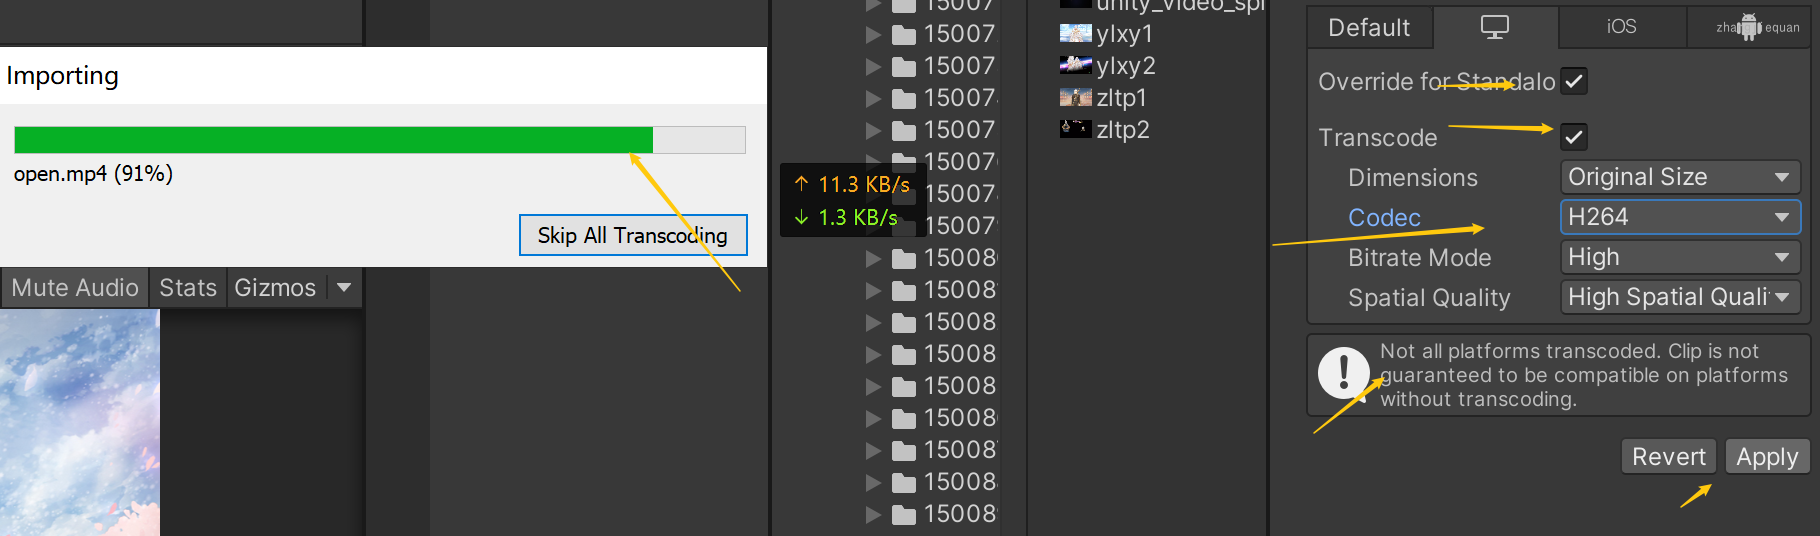 Importing
open.mp4 (91%)
Skip All Transcoding
Mute Audio
Stats
Gizmos
↑ 11.3 KB/s
↓ 1.3 KB/s
15007
15007
15007
15007
15007
15007
15007
15007
15008
15008
15008
15008
15008
15008
15008
15008
15008
ylxy1
ylxy2
zltp1
zltp2
Default
iOS
zha equan
Override for Standalo
Transcode
Dimensions
Original Size
Codec
H264
Bitrate Mode
High
Spatial Quality
High Spatial Quali
Not all platforms transcoded. Clip is not
guaranteed to be compatible on platforms
without transcoding.
Revert
Apply